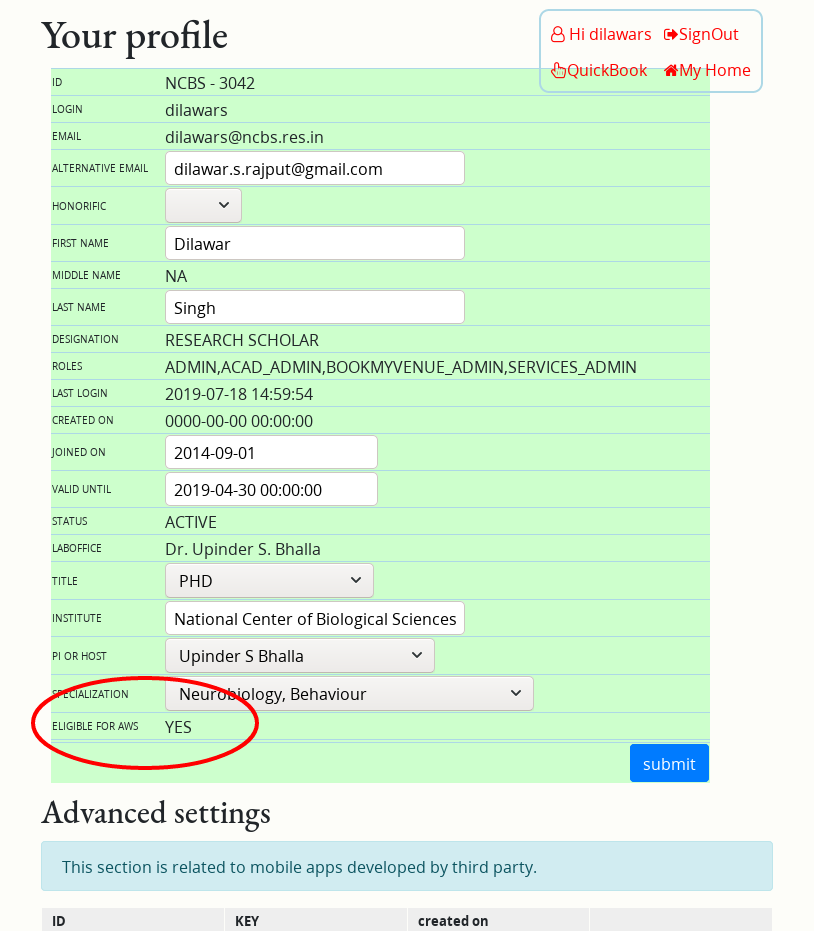 Your profile
Hi dilawars SignOut
QuickBook My Home
ID NCBS - 3042
LOGIN dilawars
EMAIL dilawars@ncbs.res.in
ALTERNATIVE EMAIL dilawar.s.rajput@gmail.com
HONORIFIC
FIRST NAME Dilawar
MIDDLE NAME NA
LAST NAME Singh
DESIGNATION RESEARCH SCHOLAR
ROLES ADMIN,ACAD_ADMIN,BOOKMYVENUE_ADMIN,SERVICES_ADMIN
LAST LOGIN 2019-07-18 14:59:54
CREATED ON 0000-00-00 00:00:00
JOINED ON 2014-09-01
VALID UNTIL 2019-04-30 00:00:00
STATUS ACTIVE
LABOFFICE Dr. Upinder S. Bhalla
TITLE PHD
INSTITUTE National Center of Biological Sciences
PI OR HOST Upinder S Bhalla
SPECIALIZATION Neurobiology, Behaviour
ELIGIBLE FOR AWS YES
submit
Advanced settings
This section is related to mobile apps developed by third party.
ID KEY created on